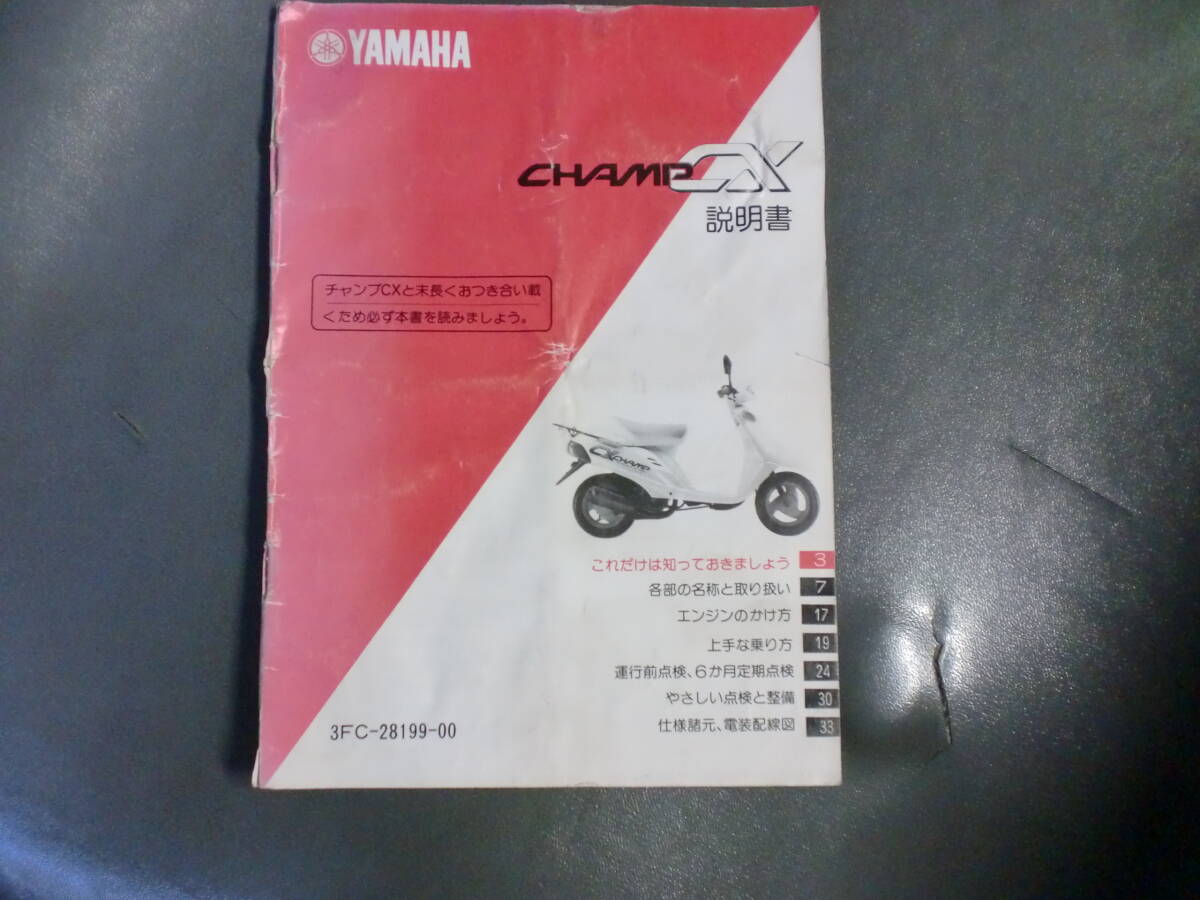 YAMAHA
CHAMP CX
説明書
チャンプCXと末長くおつき合い載
くため必ず本書を読みましょう。
CX CHAMP
これだけは知っておきましょう 3
各部の名称と取り扱い 7
エンジンのかけ方 17
上手な乗り方 19
運行前点検、6か月定期点検 24
やさしい点検と整備 30
仕様諸元、電装配線図 33
3FC-28199-00